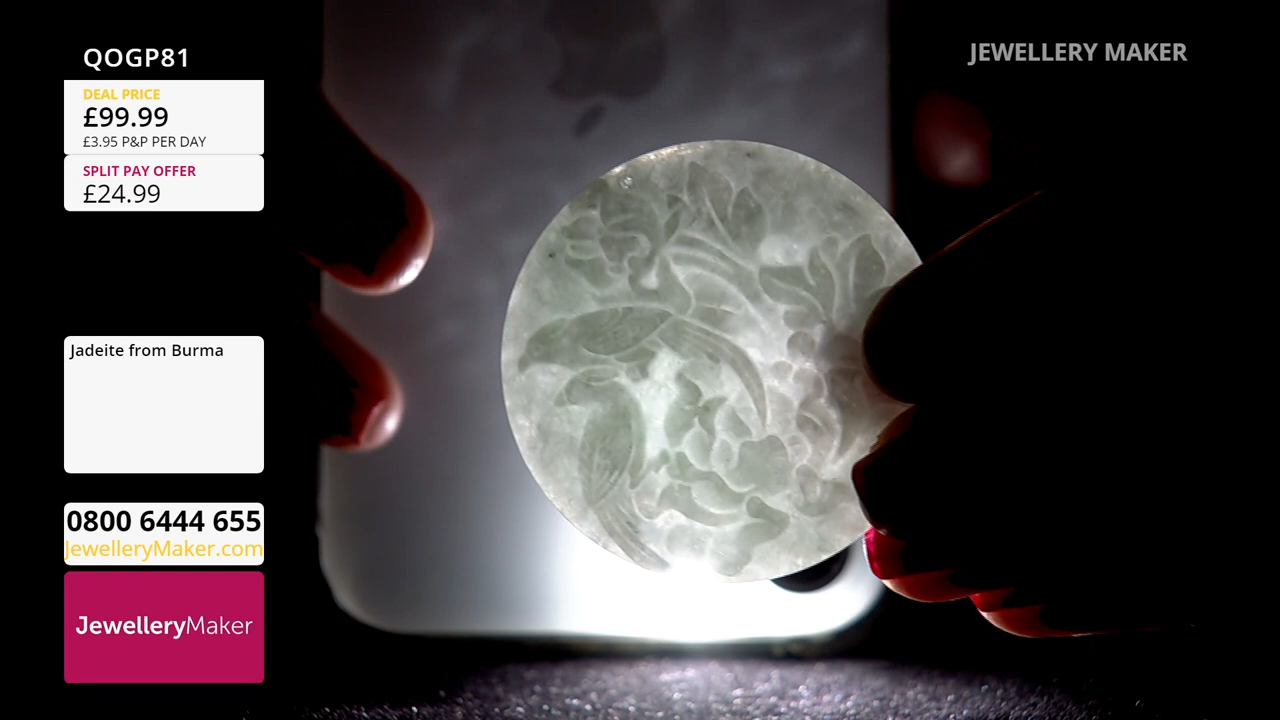 QOGP81
DEAL PRICE
£99.99
£3.95 P&P PER DAY
SPLIT PAY OFFER
£24.99
Jadeite from Burma
0800 6444 655
JewelleryMaker.com
JewelleryMaker
JEWELLERY MAKER